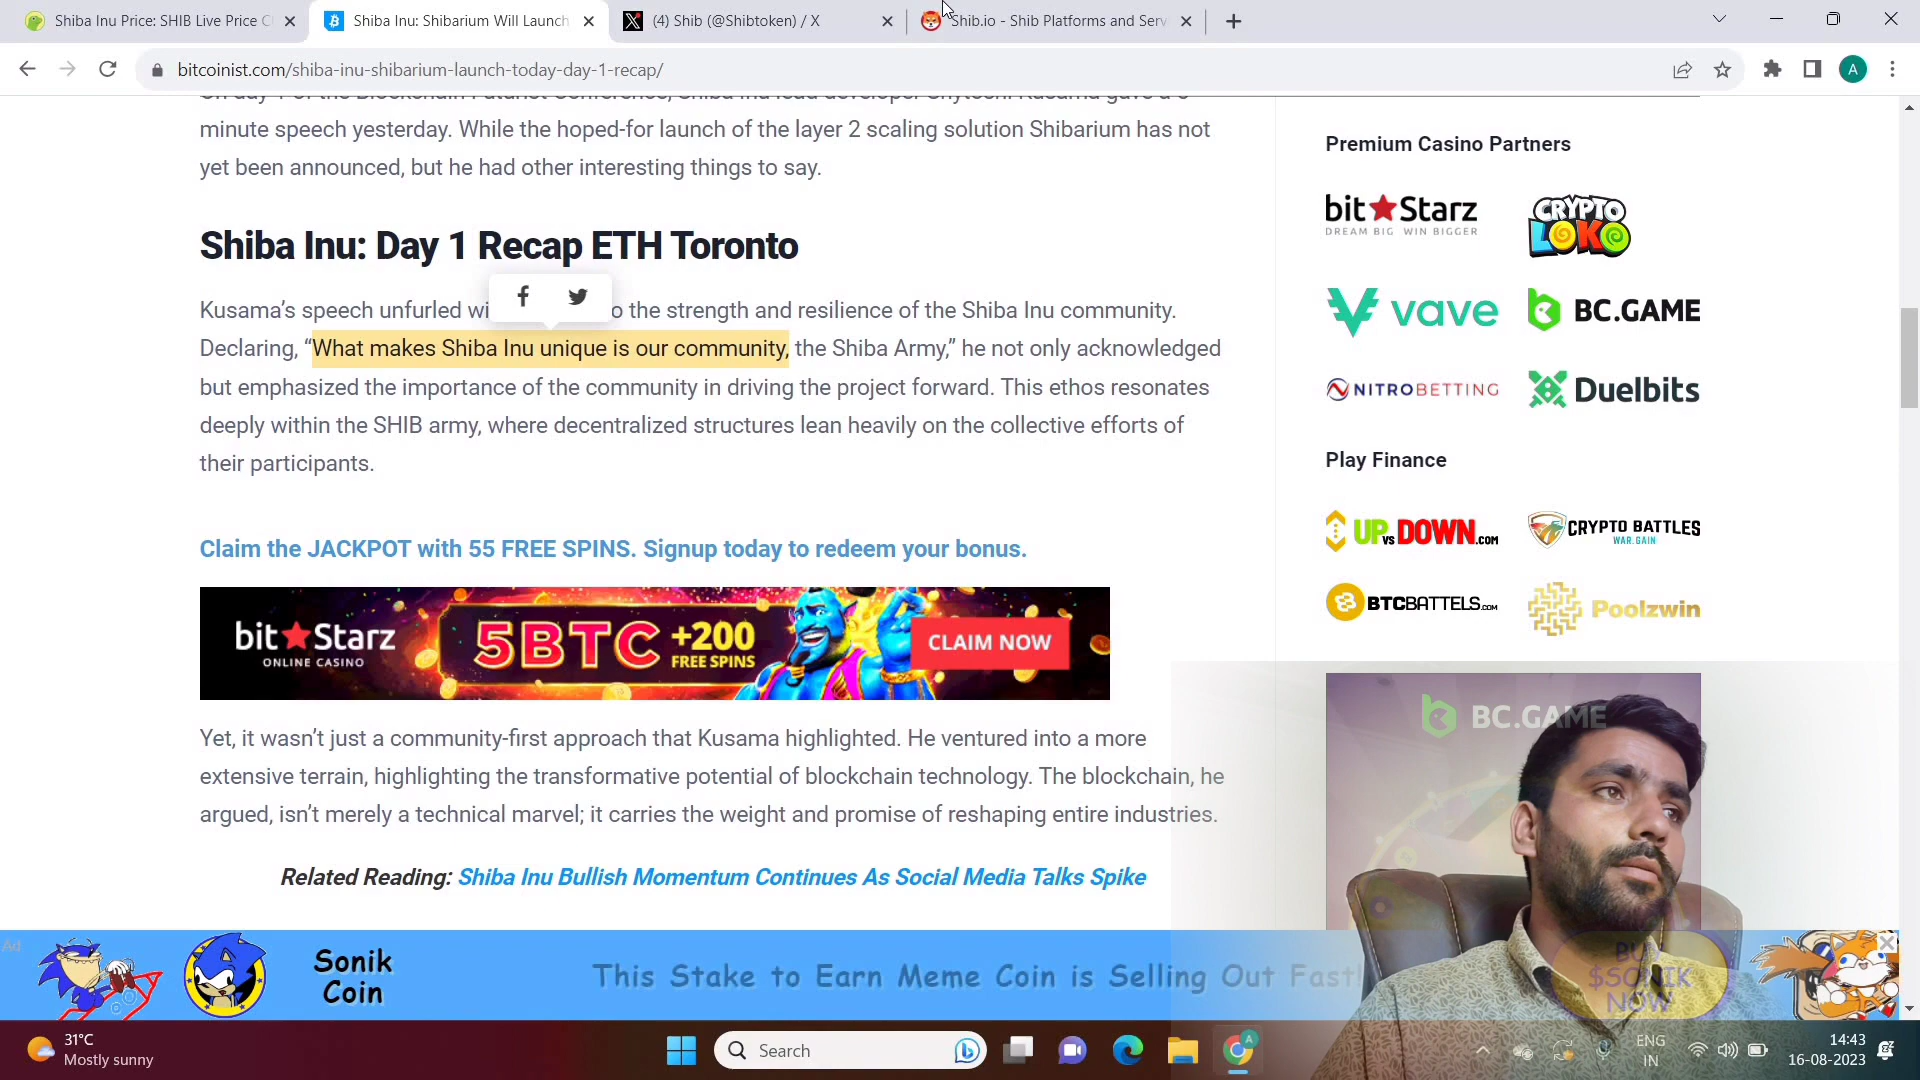 Shiba Inu Price: SHIB Live Price C
Shiba Inu: Shibarium Will Launch
(4) Shib (@Shibtoken) / X
Shib.io - Shib Platforms and Serv
bitcoinist.com/shiba-inu-shibarium-launch-today-day-1-recap/
A
minute speech yesterday. While the hoped-for launch of the layer 2 scaling solution Shibarium has not
yet been announced, but he had other interesting things to say.
Shiba Inu: Day 1 Recap ETH Toronto
Kusama's speech unfurled wi o the strength and resilience of the Shiba Inu community.
Declaring, “What makes Shiba Inu unique is our community, the Shiba Army,” he not only acknowledged
but emphasized the importance of the community in driving the project forward. This ethos resonates
deeply within the SHIB army, where decentralized structures lean heavily on the collective efforts of
their participants.
Claim the JACKPOT with 55 FREE SPINS. Signup today to redeem your bonus.
bitStarz
ONLINE CASINO
5BTC +200
FREE SPINS
CLAIM NOW
Yet, it wasn't just a community-first approach that Kusama highlighted. He ventured into a more
extensive terrain, highlighting the transformative potential of blockchain technology. The blockchain, he
argued, isn't merely a technical marvel; it carries the weight and promise of reshaping entire industries.
Related Reading: Shiba Inu Bullish Momentum Continues As Social Media Talks Spike
Premium Casino Partners
bitStarz
DREAM BIG WIN BIGGER
CRYPTO
LOKO
vave
BC.GAME
NITROBETTING
Duelbits
Play Finance
UP VS DOWN.COM
CRYPTO BATTLES
WAR.GAIN
BTCBATTELS.COM
Poolzwin
BC.GAME
Ad
Sonik
Coin
This Stake to Earn Meme Coin is Selling Out Fast!
BUY
$SONIK
NOW
31°C
Mostly sunny
Search
A
ENG
IN
14:43
16-08-2023